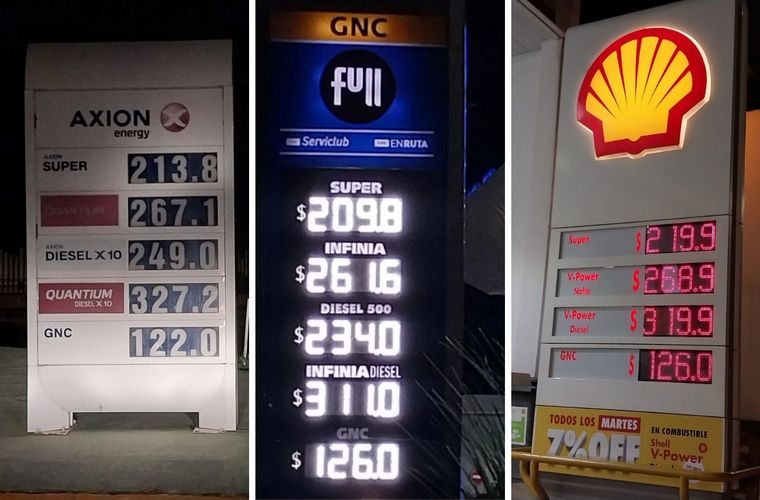 AXION
energy
AXION
SUPER 213.8
QUANTIUM 267.1
AXION
DIESEL X10 249.0
QUANTIUM
DIESEL X10 327.2
GNC 122.0
GNC
full
Serviclub EN RUTA
SUPER
$ 209.8
INFINIA
$ 261.6
DIESEL 500
$ 234.0
INFINIA DIESEL
$ 311.0
GNC
$ 126.0
Super $ 219.9
V-Power
Nafta $ 268.9
V-Power
Diesel $ 319.9
GNC $ 126.0
TODOS LOS MARTES
7% OFF
EN COMBUSTIBLE
Shell
V-Power